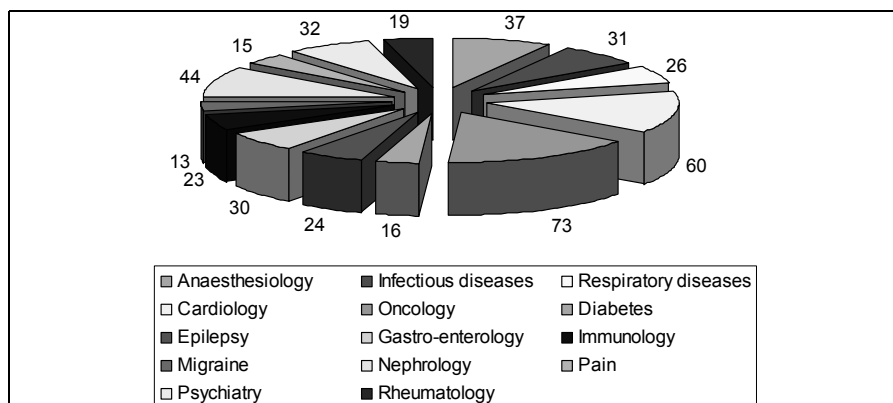 32 19 37
15 31
44 26
13 60
23
30 24 16 73
Anaesthesiology Infectious diseases Respiratory diseases
Cardiology Oncology Diabetes
Epilepsy Gastro-enterology Immunology
Migraine Nephrology Pain
Psychiatry Rheumatology